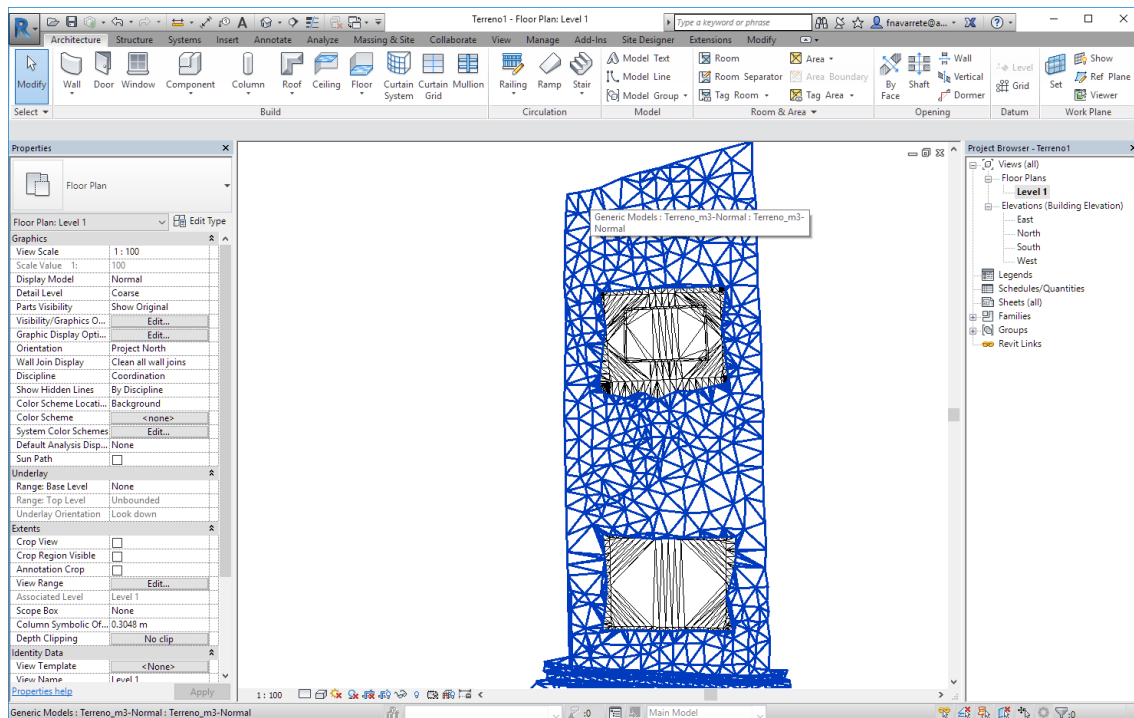 Terreno1 - Floor Plan: Level 1
Type a keyword or phrase
fnavarrete@a...
Architecture Structure Systems Insert Annotate Analyze Massing & Site Collaborate View Manage Add-Ins Site Designer Extensions Modify
Modify
Wall
Door
Window
Component
Column
Roof
Ceiling
Floor
Curtain System
Curtain Grid
Mullion
Railing
Ramp
Stair
Model Text
Model Line
Model Group
Room
Room Separator
Tag Room
Area
Area Boundary
Tag Area
By Face
Shaft
Wall
Vertical
Dormer
Level
Grid
Set
Show
Ref Plane
Viewer
Select
Build
Circulation
Model
Room & Area
Opening
Datum
Work Plane
Properties
Floor Plan
Floor Plan: Level 1
Edit Type
Graphics
View Scale 1 : 100
Scale Value 1: 100
Display Model Normal
Detail Level Coarse
Parts Visibility Show Original
Visibility/Graphics O... Edit...
Graphic Display Opti... Edit...
Orientation Project North
Wall Join Display Clean all wall joins
Discipline Coordination
Show Hidden Lines By Discipline
Color Scheme Locati... Background
Color Scheme <none>
System Color Schemes Edit...
Default Analysis Disp... None
Sun Path
Underlay
Range: Base Level None
Range: Top Level Unbounded
Underlay Orientation Look down
Extents
Crop View
Crop Region Visible
Annotation Crop
View Range Edit...
Associated Level Level 1
Scope Box None
Column Symbolic Of... 0.3048 m
Depth Clipping No clip
Identity Data
View Template <None>
View Name Level 1
Properties help
Apply
Generic Models : Terreno_m3-Normal : Terreno_m3-
Normal
Project Browser - Terreno1
Views (all)
Floor Plans
Level 1
Elevations (Building Elevation)
East
North
South
West
Legends
Schedules/Quantities
Sheets (all)
Families
Groups
Revit Links
1 : 100
Generic Models : Terreno_m3-Normal : Terreno_m3-Normal
:0
Main Model
:0